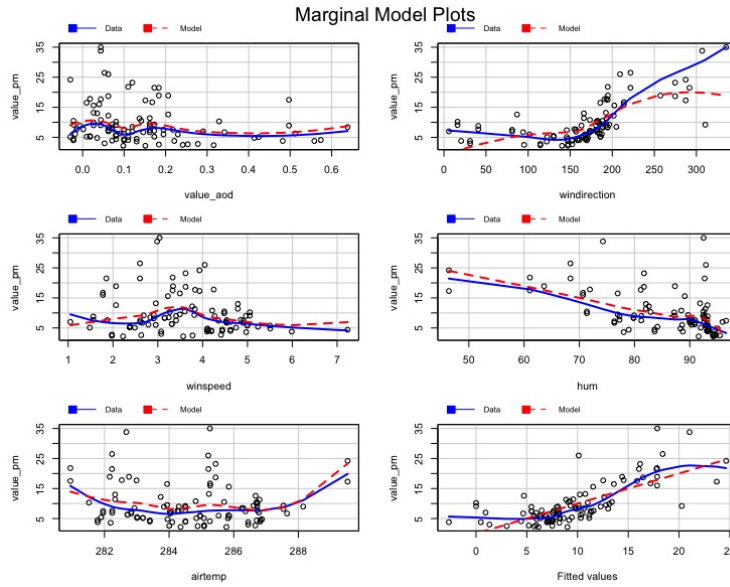 Marginal Model Plots
Data Model
Data Model
value_pm
35
25
15
5
0.0 0.1 0.2 0.3 0.4 0.5 0.6
value_aod
value_pm
35
25
15
5
0 50 100 150 200 250 300
windirection
Data Model
Data Model
value_pm
35
25
15
5
1 2 3 4 5 6 7
winspeed
value_pm
35
25
15
5
50 60 70 80 90
hum
Data Model
Data Model
value_pm
35
25
15
5
282 284 286 288
airtemp
value_pm
35
25
15
5
0 5 10 15 20 25
Fitted values